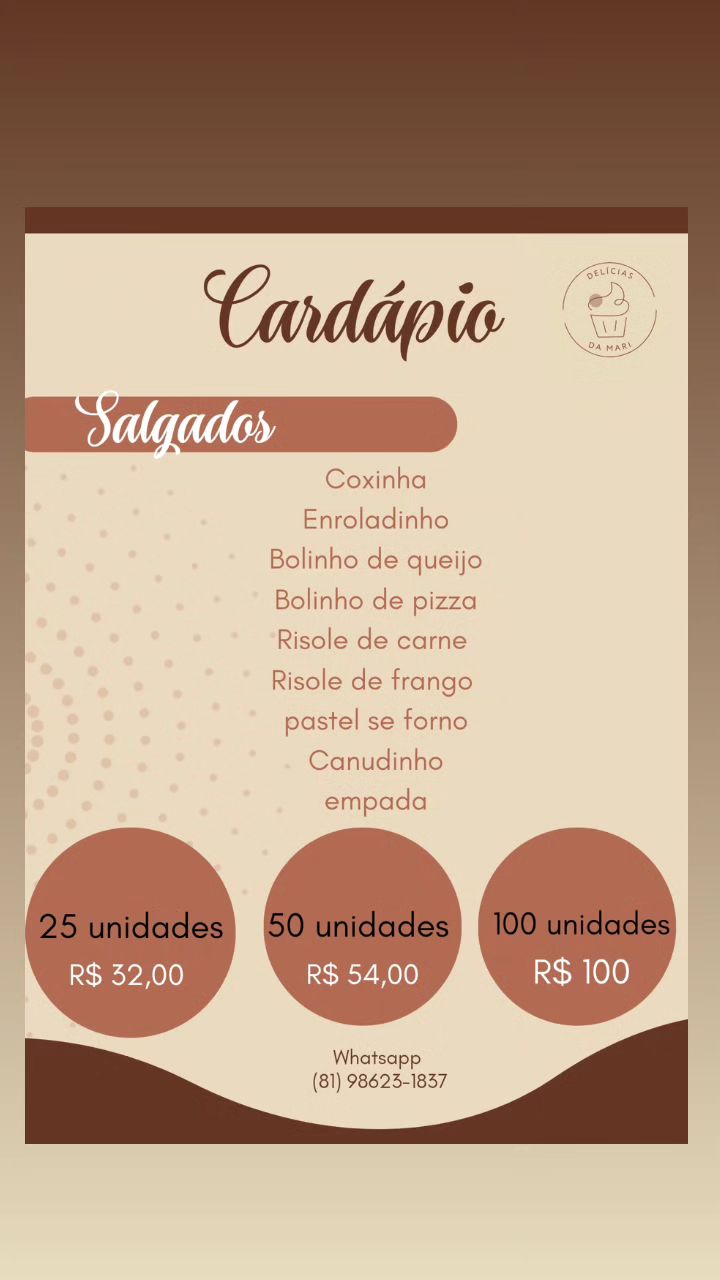 Cardápio
DELÍCIAS
DA MARI
Salgados
Coxinha
Enroladinho
Bolinho de queijo
Bolinho de pizza
Risole de carne
Risole de frango
pastel se forno
Canudinho
empada
25 unidades
R$ 32,00
50 unidades
R$ 54,00
100 unidades
R$ 100
Whatsapp
(81) 98623-1837